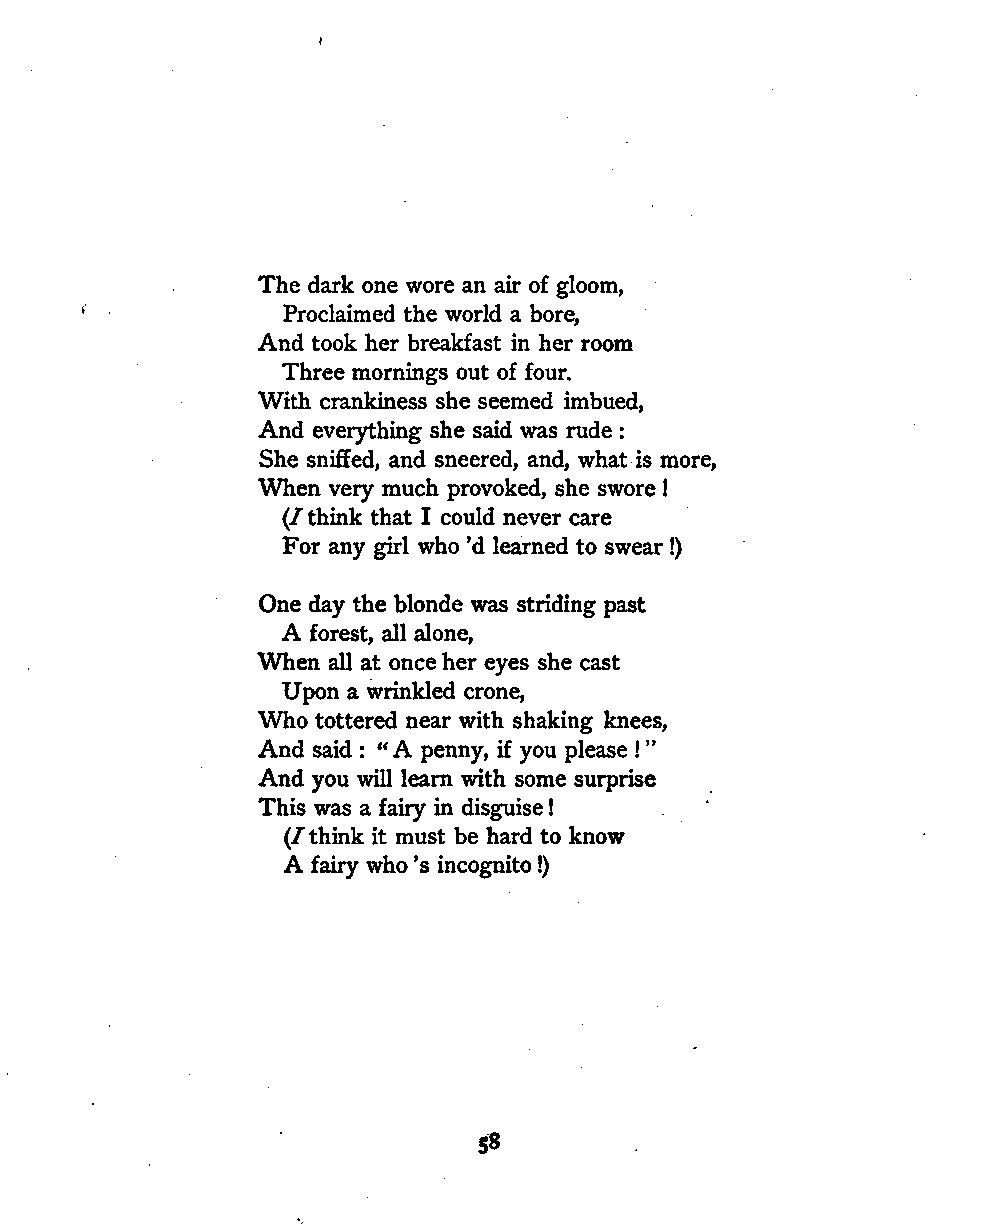 The dark one wore an air of gloom,
Proclaimed the world a bore,
And took her breakfast in her room
Three mornings out of four.
With crankiness she seemed imbued,
And everything she said was rude :
She sniffed, and sneered, and, what is more,
When very much provoked, she swore !
(I think that I could never care
For any girl who 'd learned to swear !)
One day the blonde was striding past
A forest, all alone,
When all at once her eyes she cast
Upon a wrinkled crone,
Who tottered near with shaking knees,
And said : “ A penny, if you please ! ”
And you will learn with some surprise
This was a fairy in disguise !
(I think it must be hard to know
A fairy who 's incognito !)
58